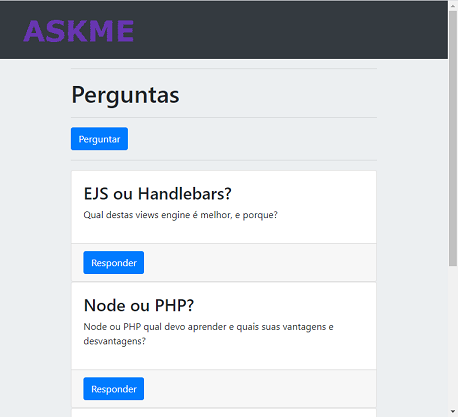 ASKME
Perguntas
Perguntar
EJS ou Handlebars?
Qual destas views engine é melhor, e porque?
Responder
Node ou PHP?
Node ou PHP qual devo aprender e quais suas vantagens e
desvantagens?
Responder